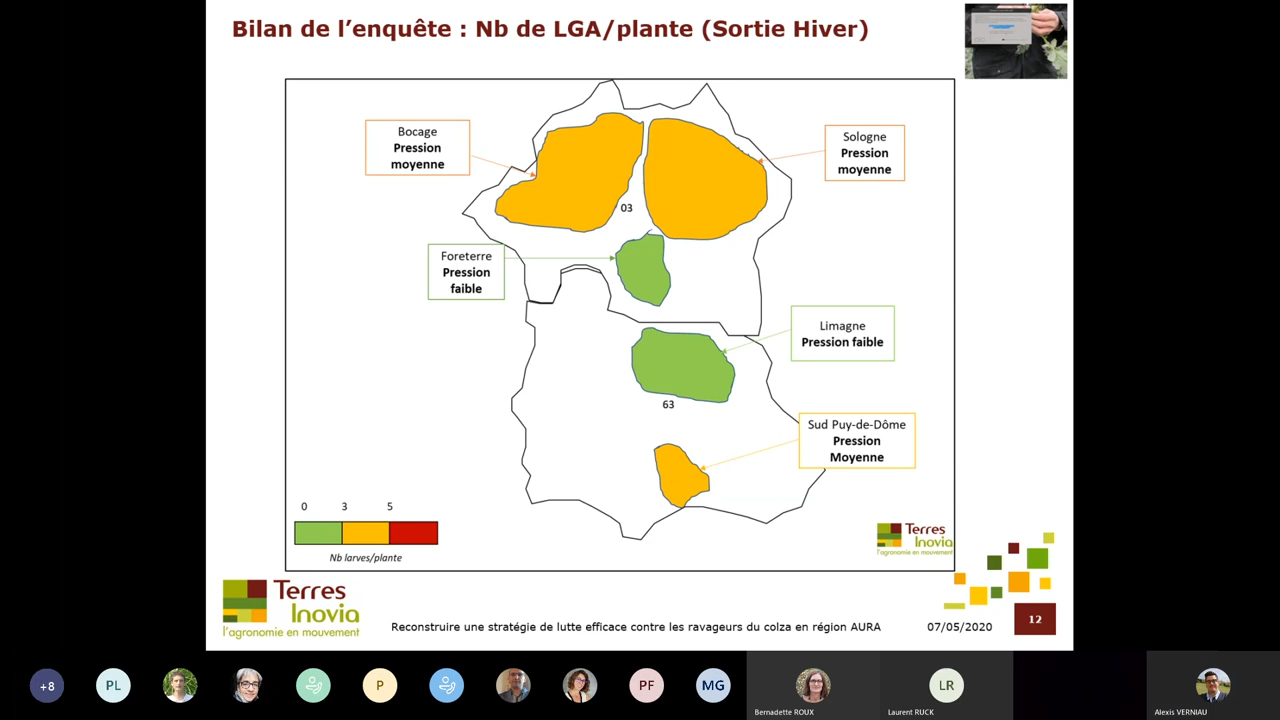 Bilan de l’enquête : Nb de LGA/plante (Sortie Hiver)
Bocage
Pression
moyenne
Sologne
Pression
moyenne
03
Foreterre
Pression
faible
Limagne
Pression faible
63
Sud Puy-de-Dôme
Pression
Moyenne
0 3 5
Nb larves/plante
Terres
Inovia
l'agronomie en mouvement
Terres
Inovia
l'agronomie en mouvement
Reconstruire une stratégie de lutte efficace contre les ravageurs du colza en région AURA
07/05/2020
12
+8
PL
P
PF
MG
LR
Bernadette ROUX
Laurent RUCK
Alexis VERNIAU